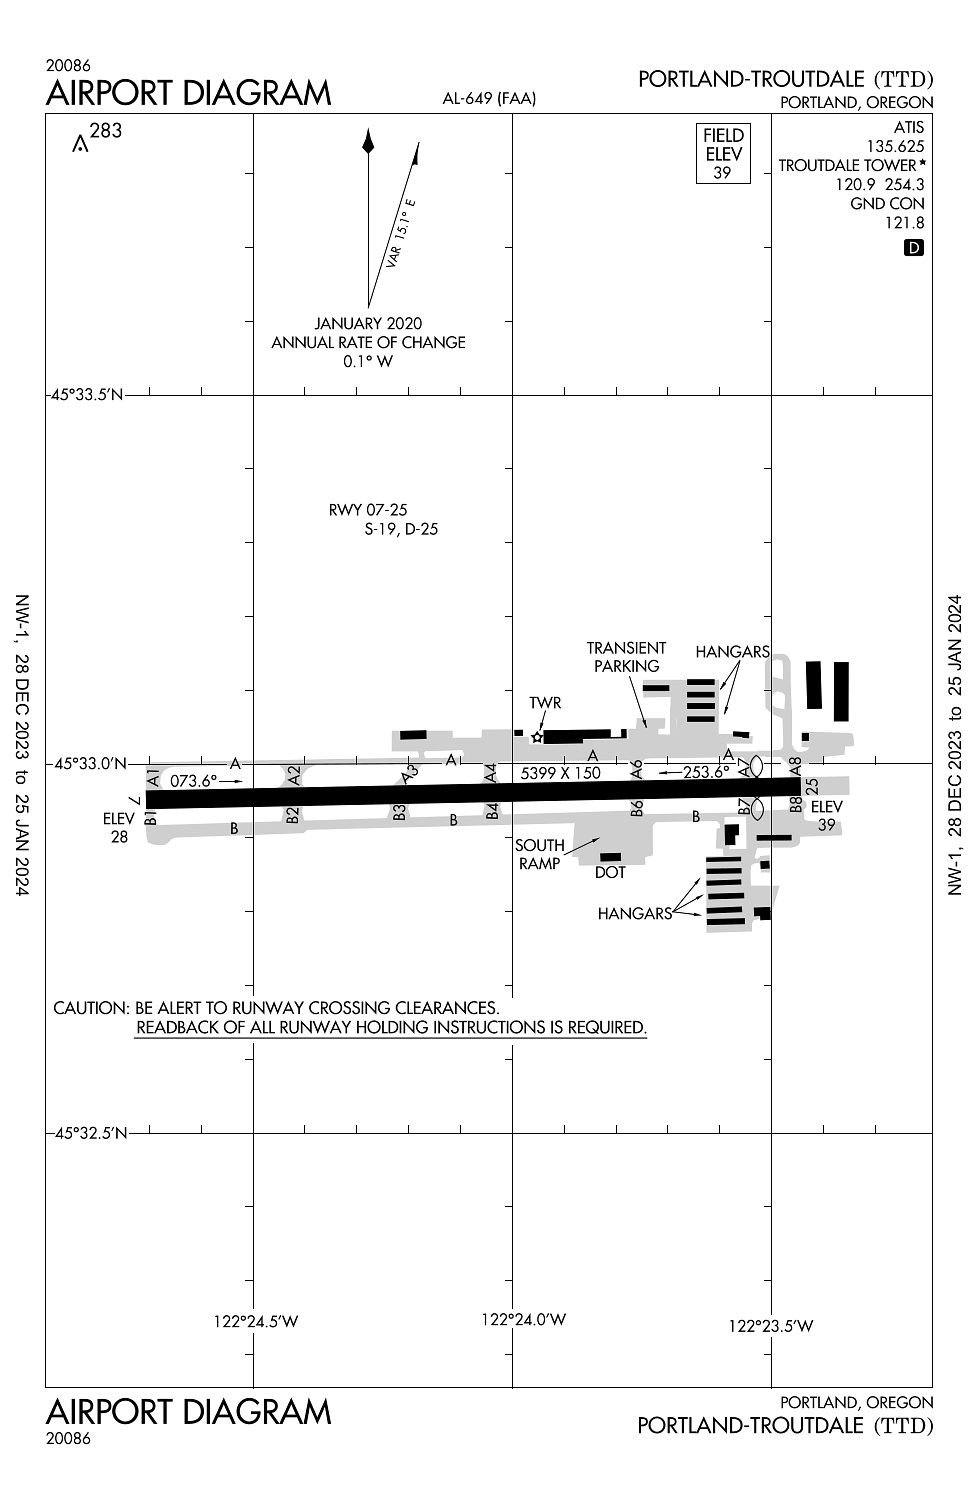 20086
AIRPORT DIAGRAM
AL-649 (FAA)
PORTLAND-TROUTDALE (TTD)
PORTLAND, OREGON
283
FIELD
ELEV
39
ATIS
135.625
TROUTDALE TOWER★
120.9 254.3
GND CON
121.8
D
VAR 15.1° E
JANUARY 2020
ANNUAL RATE OF CHANGE
0.1° W
45°33.5'N
RWY 07-25
S-19, D-25
NW-1, 28 DEC 2023 to 25 JAN 2024
NW-1, 28 DEC 2023 to 25 JAN 2024
TRANSIENT
PARKING
HANGARS
TWR
45°33.0'N
A
A
A
A
A1
A2
A3
A4
A6
A7
A8
073.6°
5399 X 150
253.6°
7
25
ELEV
28
ELEV
39
B1
B2
B3
B4
B6
B7
B8
B
B
B
SOUTH
RAMP
DOT
HANGARS
CAUTION: BE ALERT TO RUNWAY CROSSING CLEARANCES.
READBACK OF ALL RUNWAY HOLDING INSTRUCTIONS IS REQUIRED.
45°32.5'N
122°24.5'W
122°24.0'W
122°23.5'W
AIRPORT DIAGRAM
20086
PORTLAND, OREGON
PORTLAND-TROUTDALE (TTD)